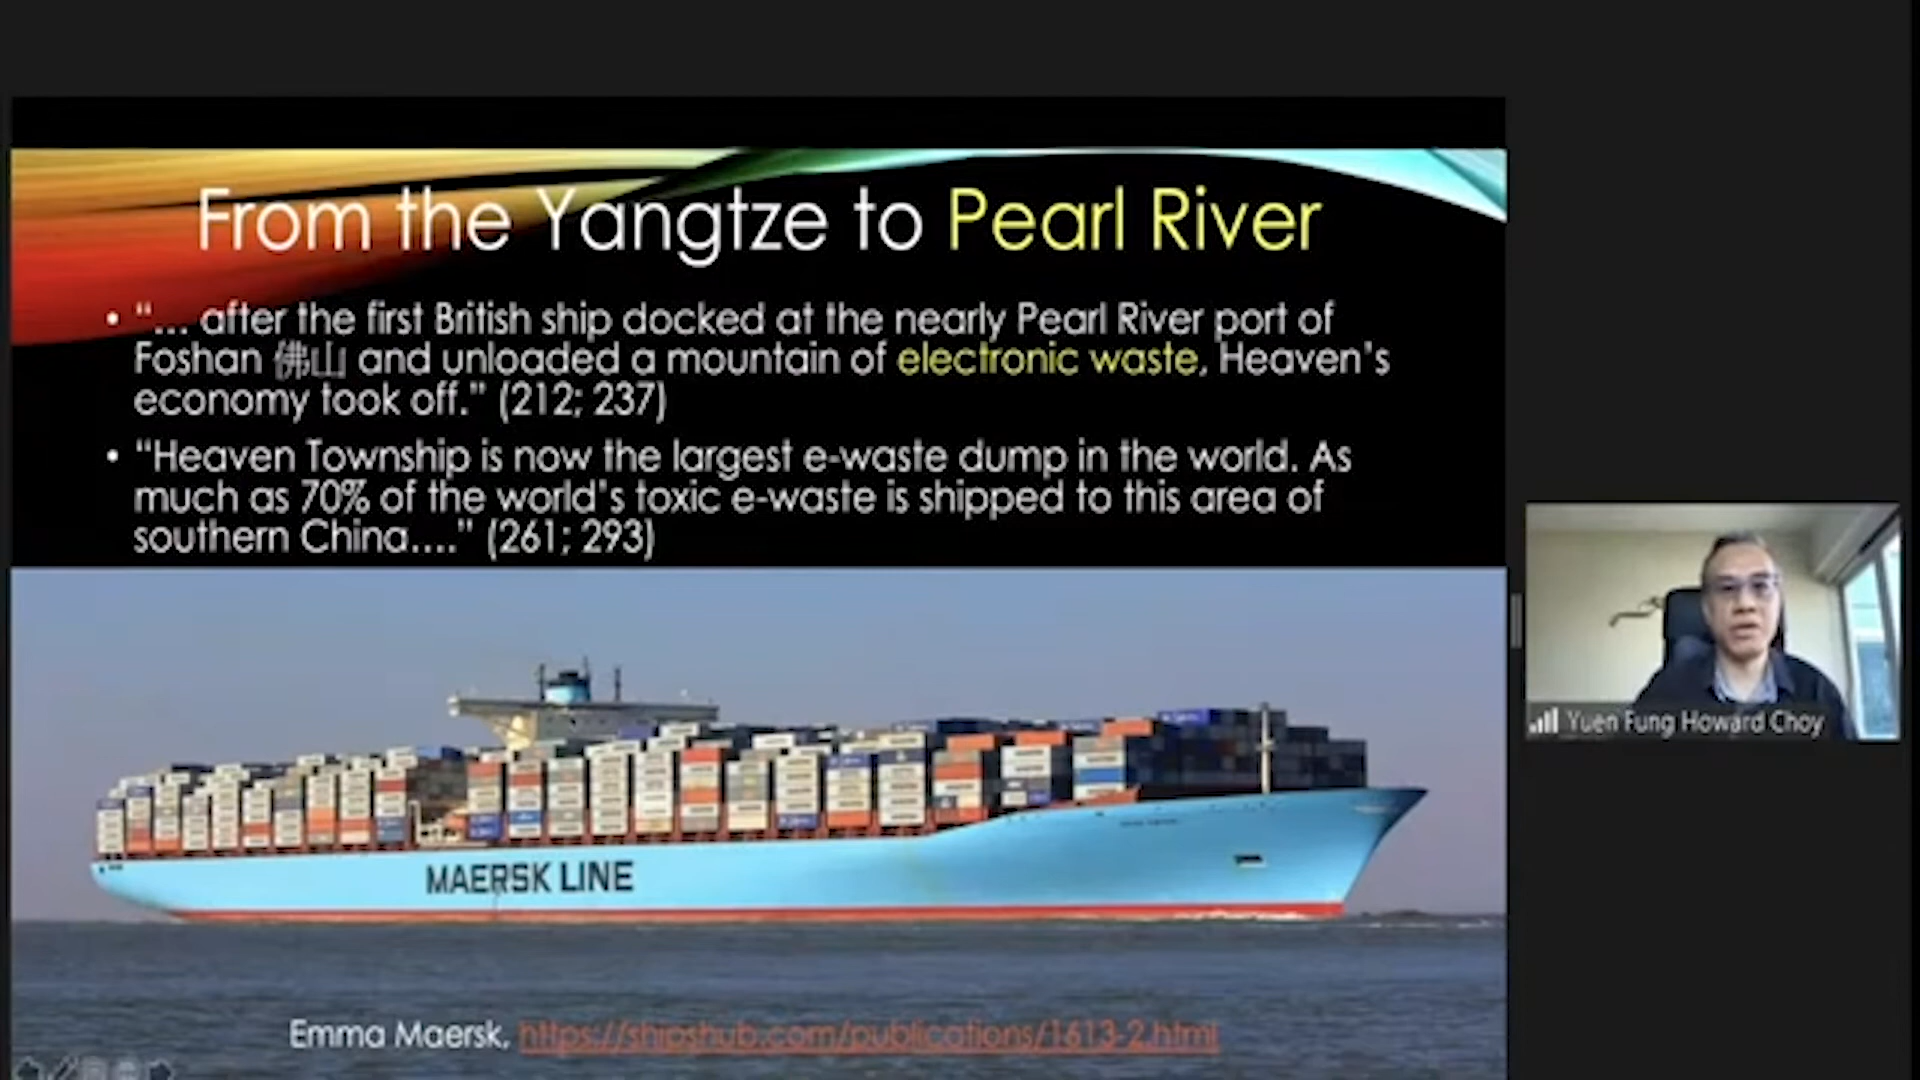 From the Yangtze to Pearl River
• “... after the first British ship docked at the nearly Pearl River port of
Foshan 佛山 and unloaded a mountain of electronic waste, Heaven’s
economy took off.” (212; 237)
• “Heaven Township is now the largest e-waste dump in the world. As
much as 70% of the world’s toxic e-waste is shipped to this area of
southern China....” (261; 293)
MAERSK LINE
Yuen Fung Howard Choy
Emma Maersk, https://shipshub.com/publications/1613-2.html